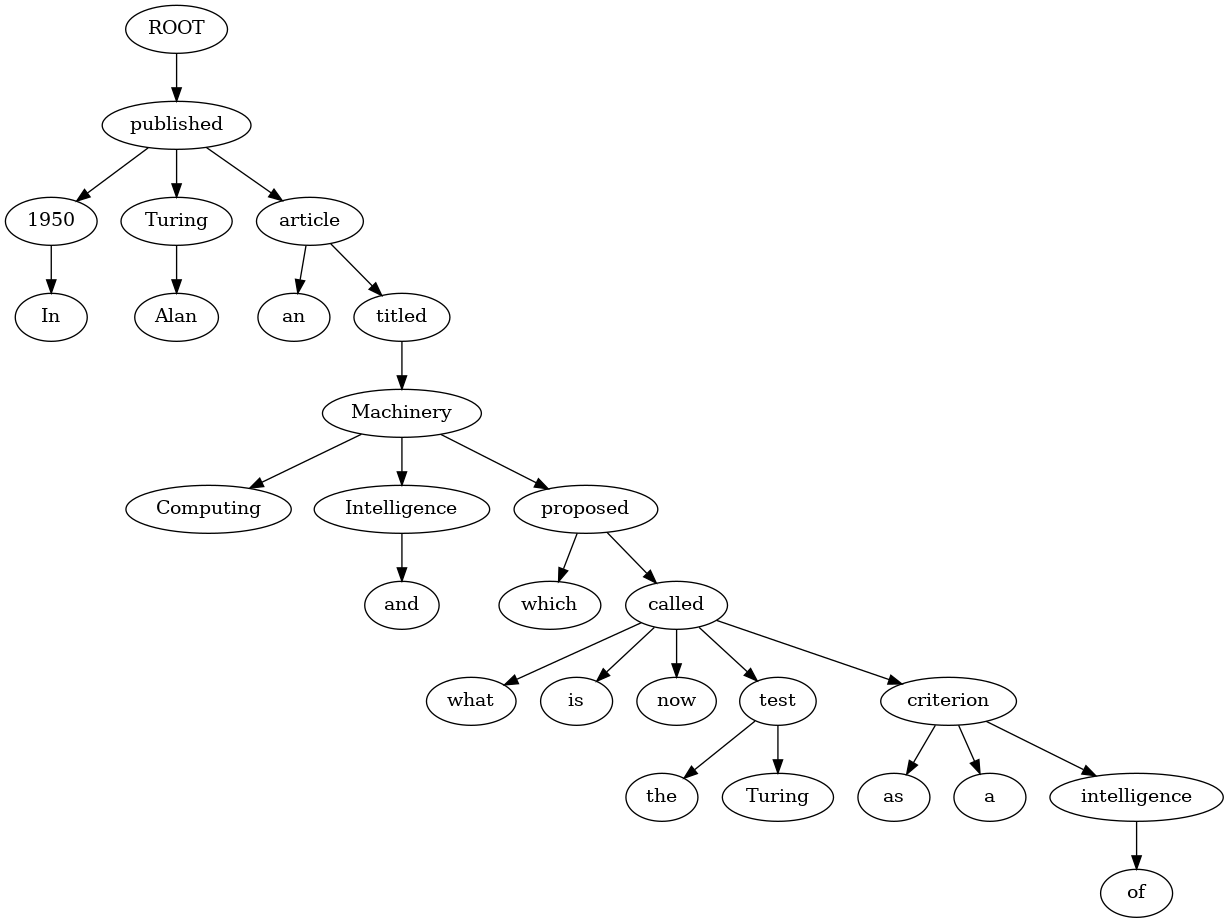 ROOT
published
1950 Turing article
In Alan an titled
Machinery
Computing Intelligence proposed
and which called
what is now test criterion
the Turing as a intelligence
of